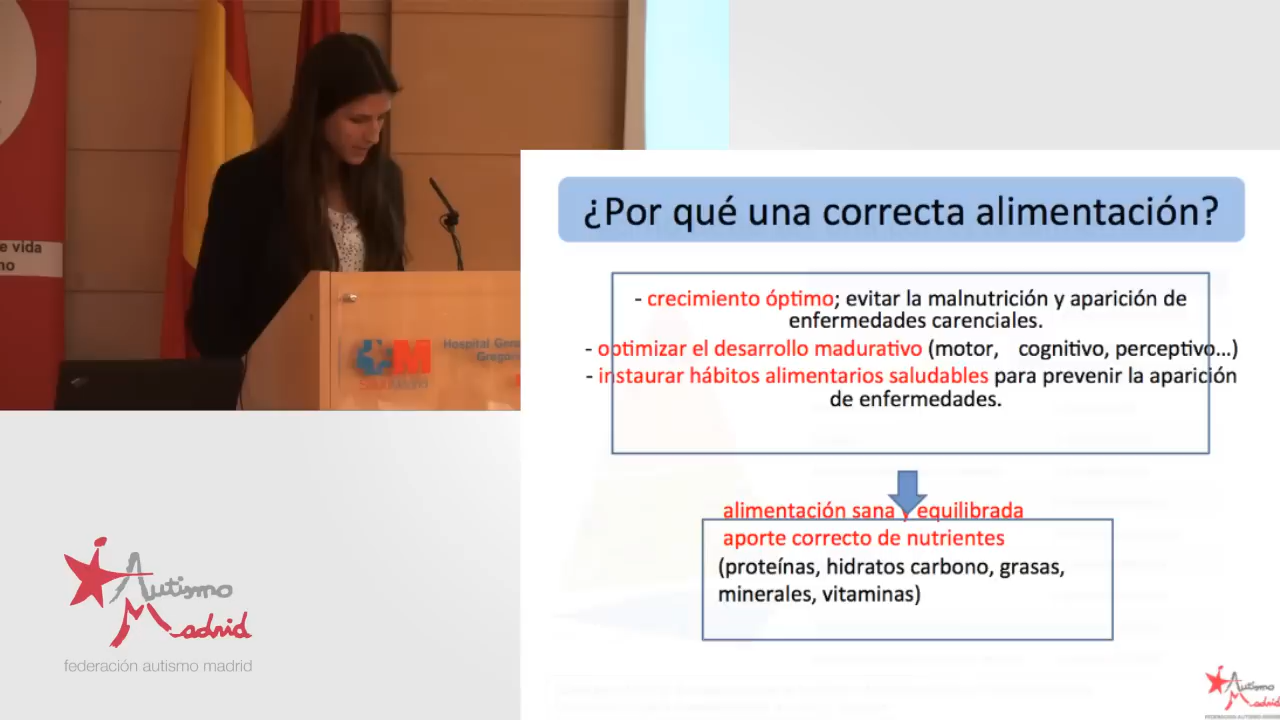 e vida
no
Hospital Gene
Grego
salud
¿Por qué una correcta alimentación?
- crecimiento óptimo; evitar la malnutrición y aparición de
enfermedades carenciales.
- optimizar el desarrollo madurativo (motor, cognitivo, perceptivo...)
- instaurar hábitos alimentarios saludables para prevenir la aparición
de enfermedades.
alimentación sana y equilibrada
aporte correcto de nutrientes
(proteínas, hidratos carbono, grasas,
minerales, vitaminas)
Autismo
Madrid
federación autismo madrid
Autismo
Madrid